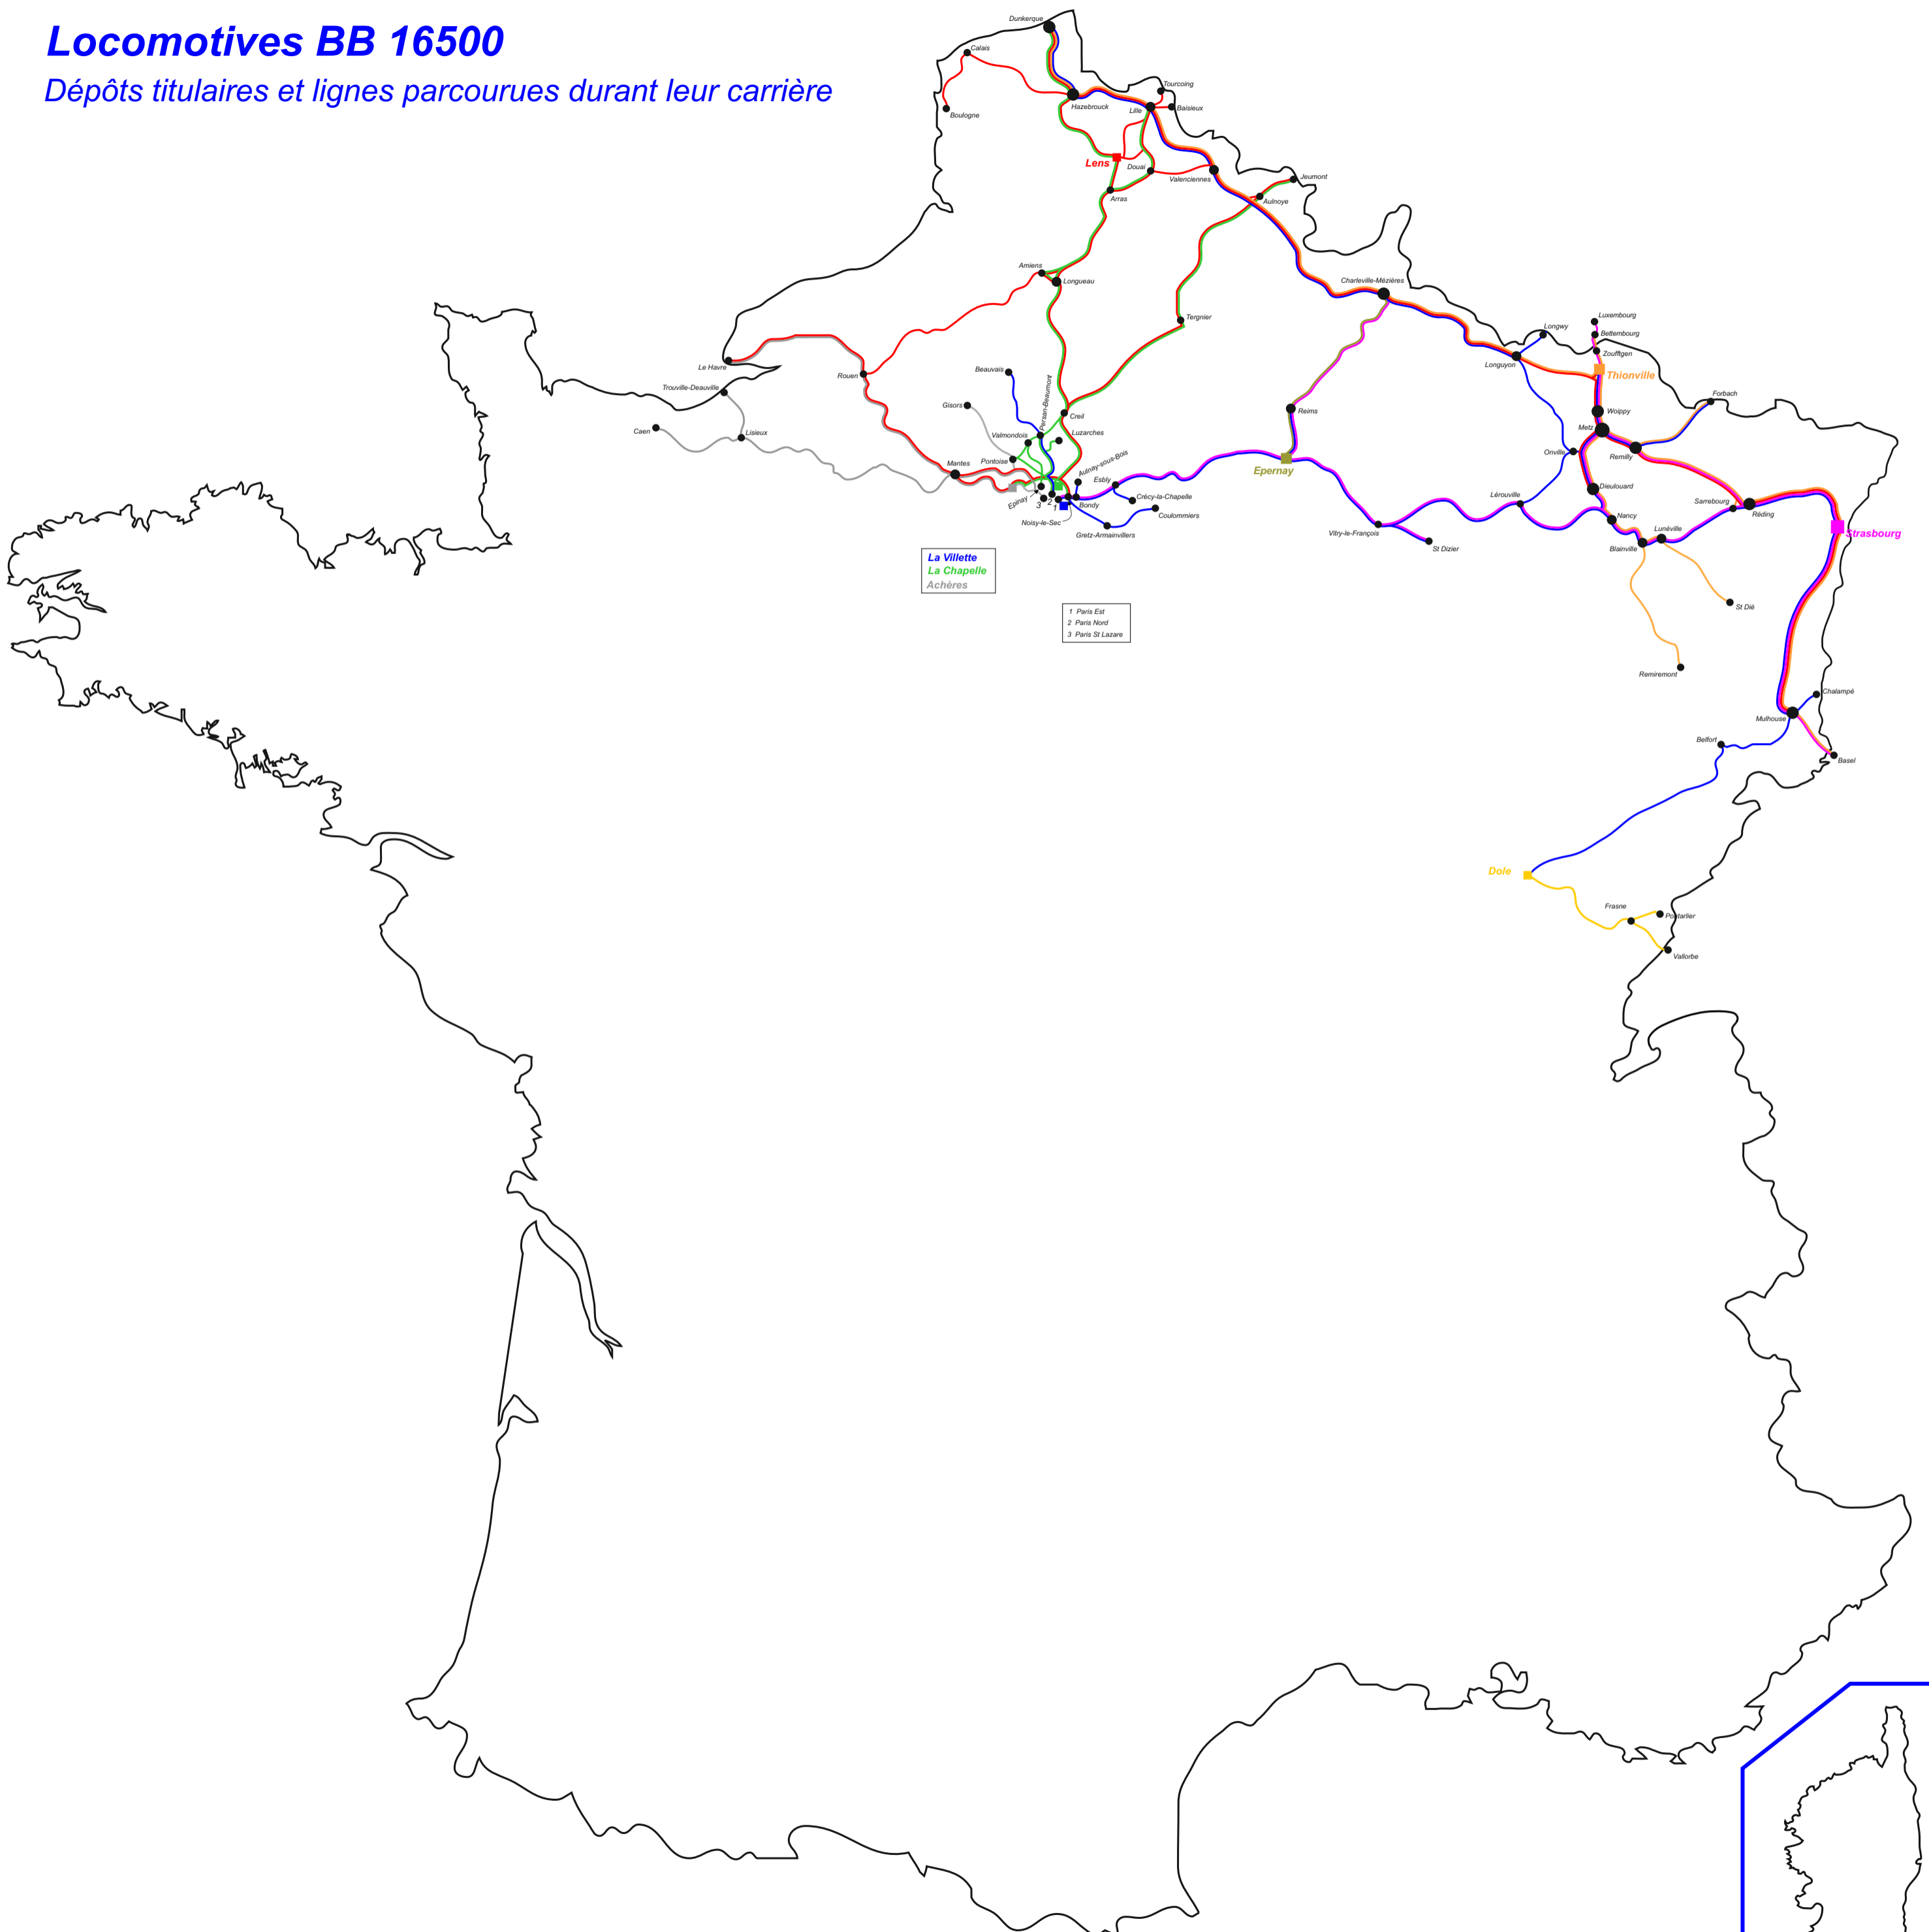 Locomotives BB 16500
Dépôts titulaires et lignes parcourues durant leur carrière
Dunkerque
Calais
Tourcoing
Hazebrouck
Lille
Baisieux
Boulogne
Lens
Douai
Valenciennes
Jeumont
Arras
Aulnoye
Amiens
Longueau
Charleville-Mézières
Tergnier
Luxembourg
Longwy
Bettembourg
Zoufftgen
Le Havre
Rouen
Beauvais
Longuyon
Thionville
Trouville-Deauville
Gisors
Persan-Beaumont
Creil
Reims
Woippy
Forbach
Caen
Lisieux
Valmondois
Luzarches
Metz
Onville
Remilly
Mantes
Pontoise
Aulnay-sous-Bois
Epernay
Esbly
Dieulouard
Epinay
3
2
1
Bondy
Crécy-la-Chapelle
Lérouville
Sarrebourg
Réding
Noisy-le-Sec
Coulommiers
Nancy
Gretz-Armainvilliers
Vitry-le-François
St Dizier
Lunéville
Blainville
Strasbourg
La Villette
La Chapelle
Achères
1 Paris Est
2 Paris Nord
3 Paris St Lazare
St Dié
Remiremont
Chalampé
Mulhouse
Belfort
Basel
Dole
Frasne
Pontarlier
Vallorbe